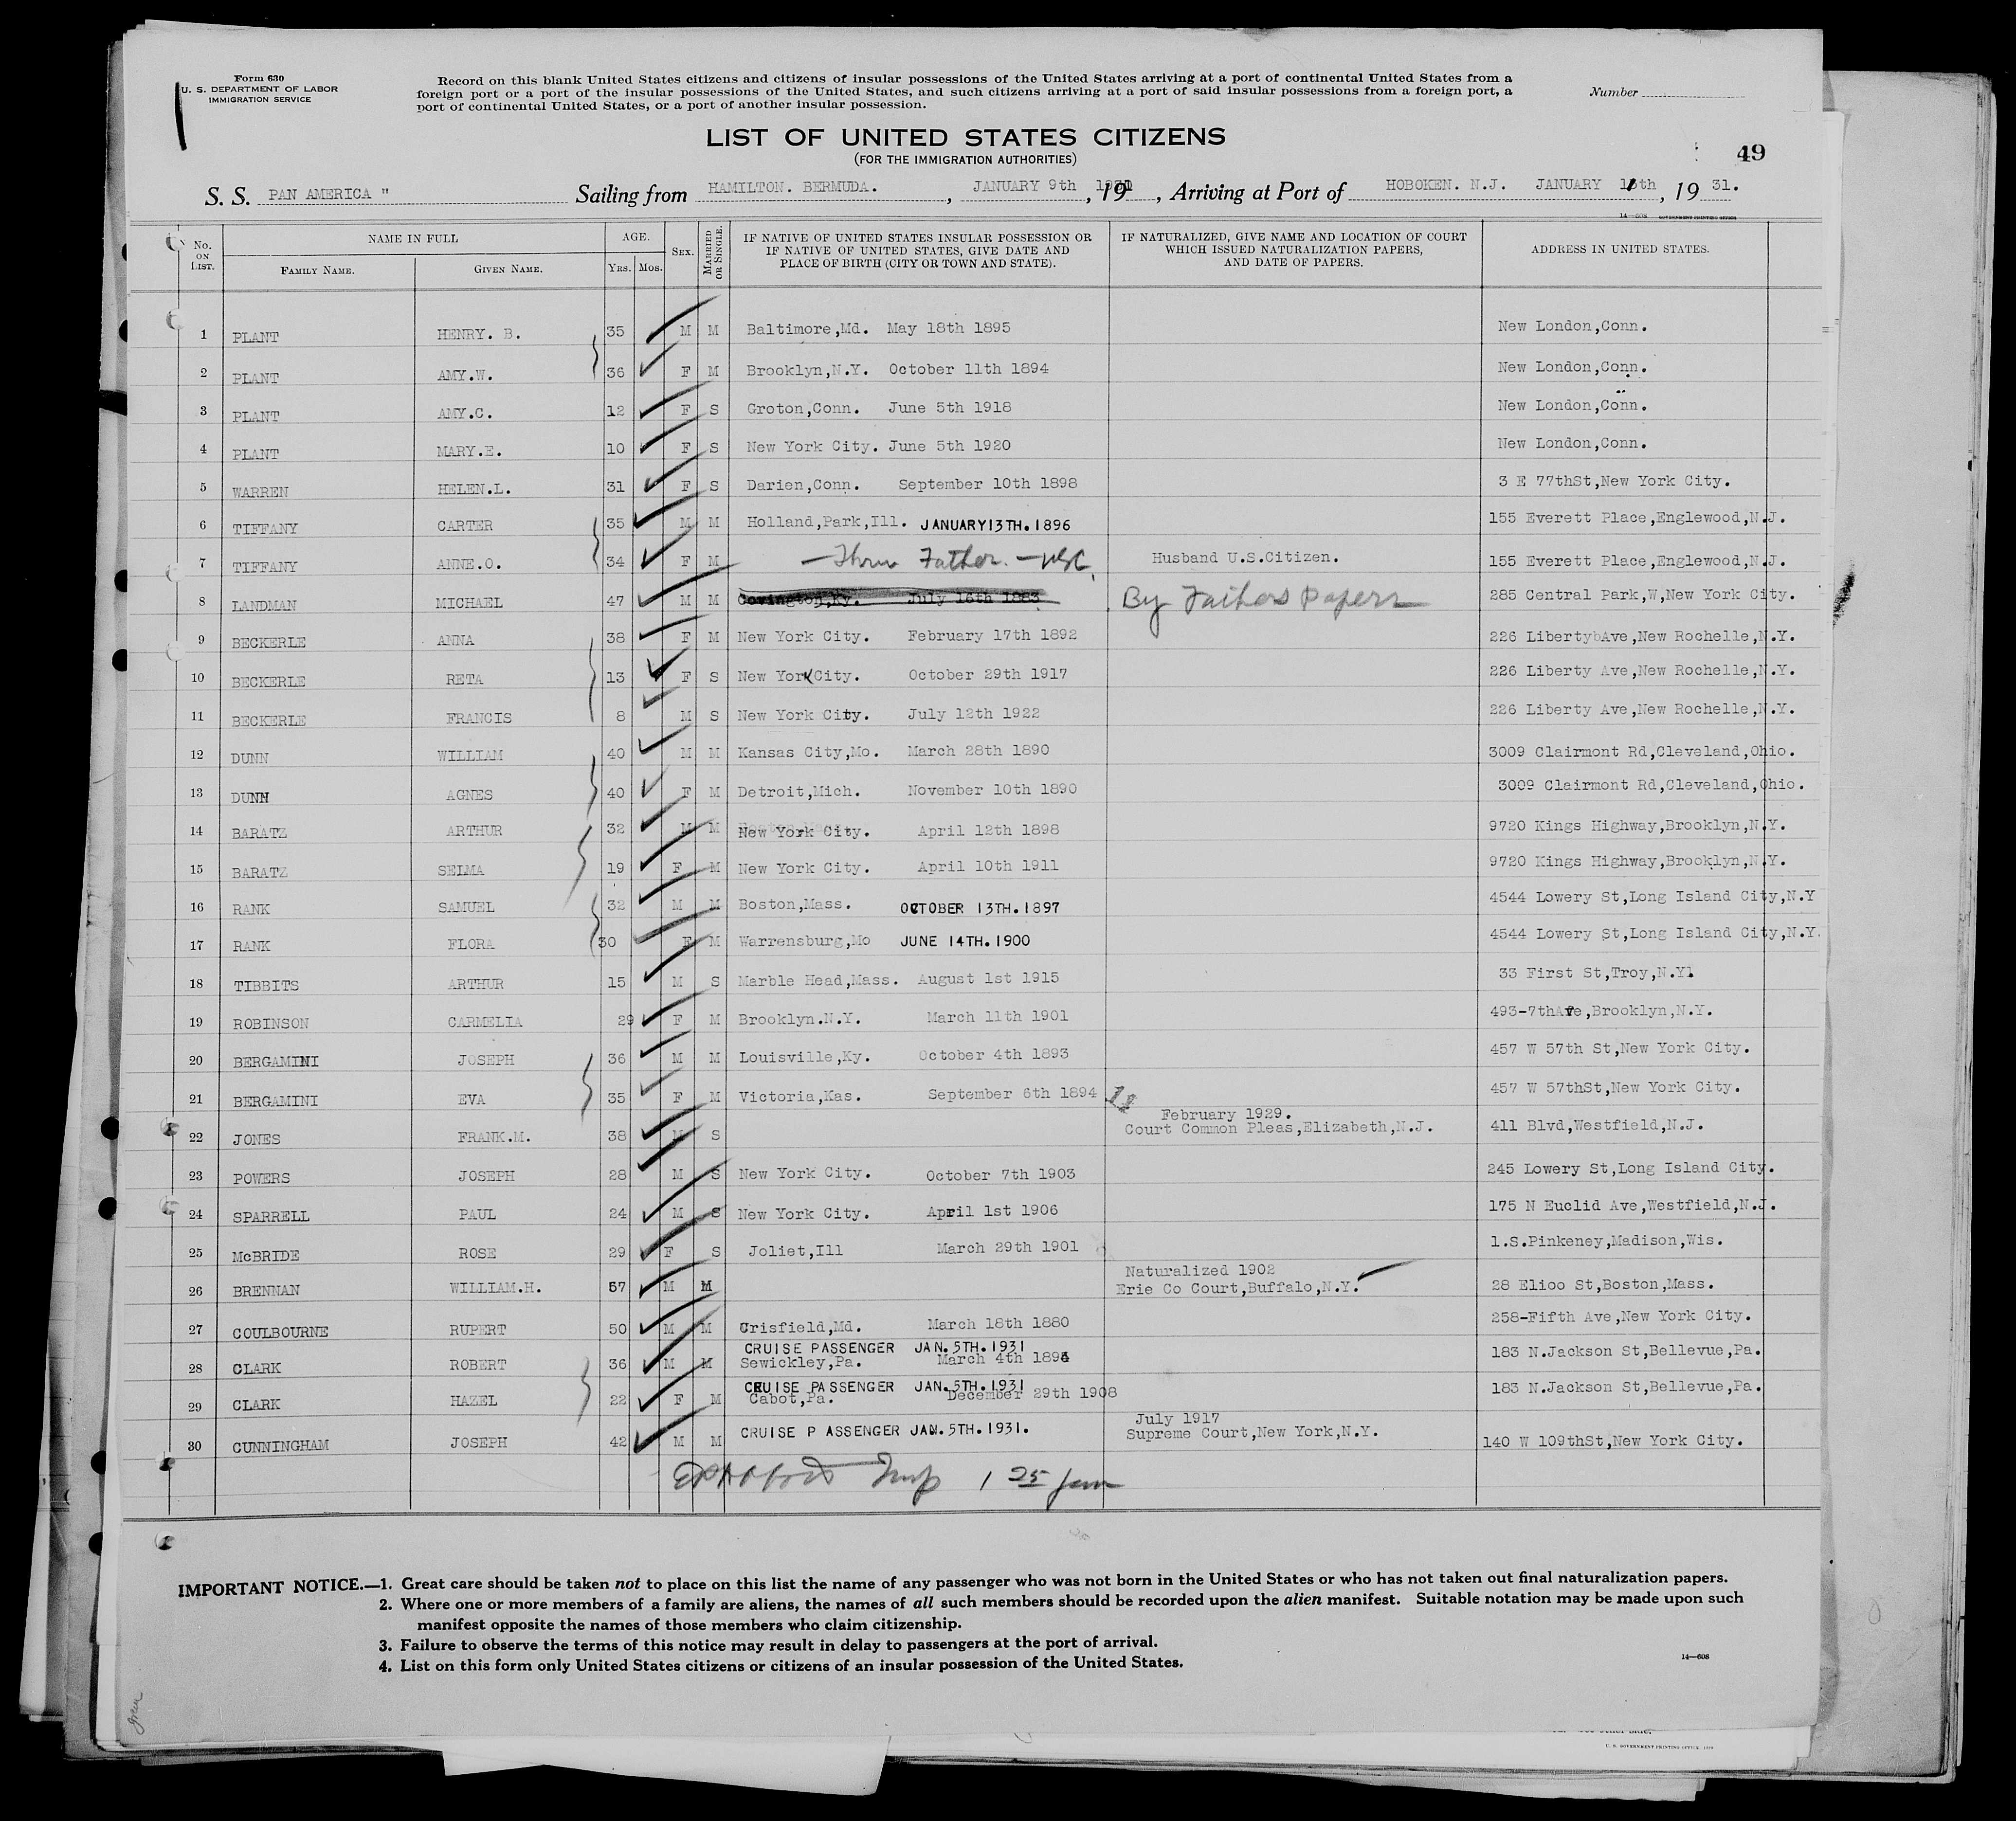 Form 630
U. S. DEPARTMENT OF LABOR
IMMIGRATION SERVICE
Record on this blank United States citizens and citizens of insular possessions of the United States arriving at a port of continental United States from a
foreign port or a port of the insular possessions of the United States, and such citizens arriving at a port of said insular possessions from a foreign port, a
port of continental United States, or a port of another insular possession.
Number
LIST OF UNITED STATES CITIZENS
(FOR THE IMMIGRATION AUTHORITIES)
49
S. S. PAN AMERICA " Sailing from HAMILTON. BERMUDA. , JANUARY 9th , 1931 , Arriving at Port of HOBOKEN. N.J. JANUARY 1 th , 19 31.
14—608 GOVERNMENT PRINTING OFFICE
No. ON LIST. NAME IN FULL AGE. SEX. MARRIED OR SINGLE. IF NATIVE OF UNITED STATES INSULAR POSSESSION OR IF NATIVE OF UNITED STATES, GIVE DATE AND PLACE OF BIRTH (CITY OR TOWN AND STATE). IF NATURALIZED, GIVE NAME AND LOCATION OF COURT WHICH ISSUED NATURALIZATION PAPERS, AND DATE OF PAPERS. ADDRESS IN UNITED STATES.
FAMILY NAME. GIVEN NAME. YRS. MOS.
1 PLANT HENRY. B. 35 M M Baltimore,Md. May 18th 1895 New London,Conn.
2 PLANT AMY.W. 36 F M Brooklyn,N.Y. October 11th 1894 New London,Conn.
3 PLANT AMY.C. 12 F S Groton,Conn. June 5th 1918 New London,Conn.
4 PLANT MARY.E. 10 F S New York City. June 5th 1920 New London,Conn.
5 WARREN HELEN.L. 31 F S Darien,Conn. September 10th 1898 3 E 77thSt,New York City.
6 TIFFANY CARTER 35 M M Holland,Park,Ill. JANUARY13TH.1896 155 Everett Place,Englewood,N.J.
7 TIFFANY ANNE.O. 34 F M —Thru Father.— Husband U.S.Citizen. 155 Everett Place,Englewood,N.J.
8 LANDMAN MICHAEL 47 M M Covington,Ky. July 16th 1883 By Fathers Papers 285 Central Park,W,New York City.
9 BECKERLE ANNA 38 F M New York City. February 17th 1892 226 LibertybAve,New Rochelle,N.Y.
10 BECKERLE RETA 13 F S New York City. October 29th 1917 226 Liberty Ave,New Rochelle,N.Y.
11 BECKERLE FRANCIS 8 M S New York City. July 12th 1922 226 Liberty Ave,New Rochelle,N.Y.
12 DUNN WILLIAM 40 M M Kansas City,Mo. March 28th 1890 3009 Clairmont Rd,Cleveland,Ohio.
13 DUNN AGNES 40 F M Detroit,Mich. November 10th 1890 3009 Clairmont Rd,Cleveland,Ohio.
14 BARATZ ARTHUR 32 M M New York City. April 12th 1898 9720 Kings Highway,Brooklyn,N.Y.
15 BARATZ SELMA 19 F M New York City. April 10th 1911 9720 Kings Highway,Brooklyn,N.Y.
16 RANK SAMUEL 32 M M Boston,Mass. OCTOBER 13TH.1897 4544 Lowery St,Long Island City,N.Y
17 RANK FLORA 30 F M Warrensburg,Mo JUNE 14TH.1900 4544 Lowery St,Long Island City,N.Y.
18 TIBBITS ARTHUR 15 M S Marble Head,Mass. August 1st 1915 33 First St,Troy,N.Yl
19 ROBINSON CARMELIA 29 F M Brooklyn.N.Y. March 11th 1901 493-7thAve,Brooklyn,N.Y.
20 BERGAMINI JOSEPH 36 M M Louisville,Ky. October 4th 1893 457 W 57th St,New York City.
21 BERGAMINI EVA 35 F M Victoria,Kas. September 6th 1894 457 W 57thSt,New York City.
February 1929.
22 JONES FRANK.M. 38 M S Court Common Pleas,Elizabeth,N.J. 411 Blvd,Westfield,N.J.
23 POWERS JOSEPH 28 M S New York City. October 7th 1903 245 Lowery St,Long Island City.
24 SPARRELL PAUL 24 M S New York City. April 1st 1906 175 N Euclid Ave,Westfield,N.J.
25 McBRIDE ROSE 29 F S Joliet,Ill March 29th 1901 1.S.Pinkeney,Madison,Wis.
Naturalized 1902
26 BRENNAN WILLIAM.H. 57 M M Erie Co Court,Buffalo,N.Y. 28 Elioo St,Boston,Mass.
27 COULBOURNE RUPERT 50 M M Crisfield,Md. March 18th 1880 258-Fifth Ave,New York City.
CRUISE PASSENGER JAN.5TH.1931
28 CLARK ROBERT 36 M M Sewickley,Pa. March 4th 1894 183 N.Jackson St,Bellevue,Pa.
CRUISE PASSENGER JAN.5TH.1931
29 CLARK HAZEL 22 F M Cabot,Pa. December 29th 1908 183 N.Jackson St,Bellevue,Pa.
July 1917
30 CUNNINGHAM JOSEPH 42 M M CRUISE P ASSENGER JAN.5TH.1931. Supreme Court,New York,N.Y. 140 W 109thSt,New York City.
IMPORTANT NOTICE.—1. Great care should be taken not to place on this list the name of any passenger who was not born in the United States or who has not taken out final naturalization papers.
2. Where one or more members of a family are aliens, the names of all such members should be recorded upon the alien manifest. Suitable notation may be made upon such
manifest opposite the names of those members who claim citizenship.
3. Failure to observe the terms of this notice may result in delay to passengers at the port of arrival.
4. List on this form only United States citizens or citizens of an insular possession of the United States.
14—608
U. S. GOVERNMENT PRINTING OFFICE